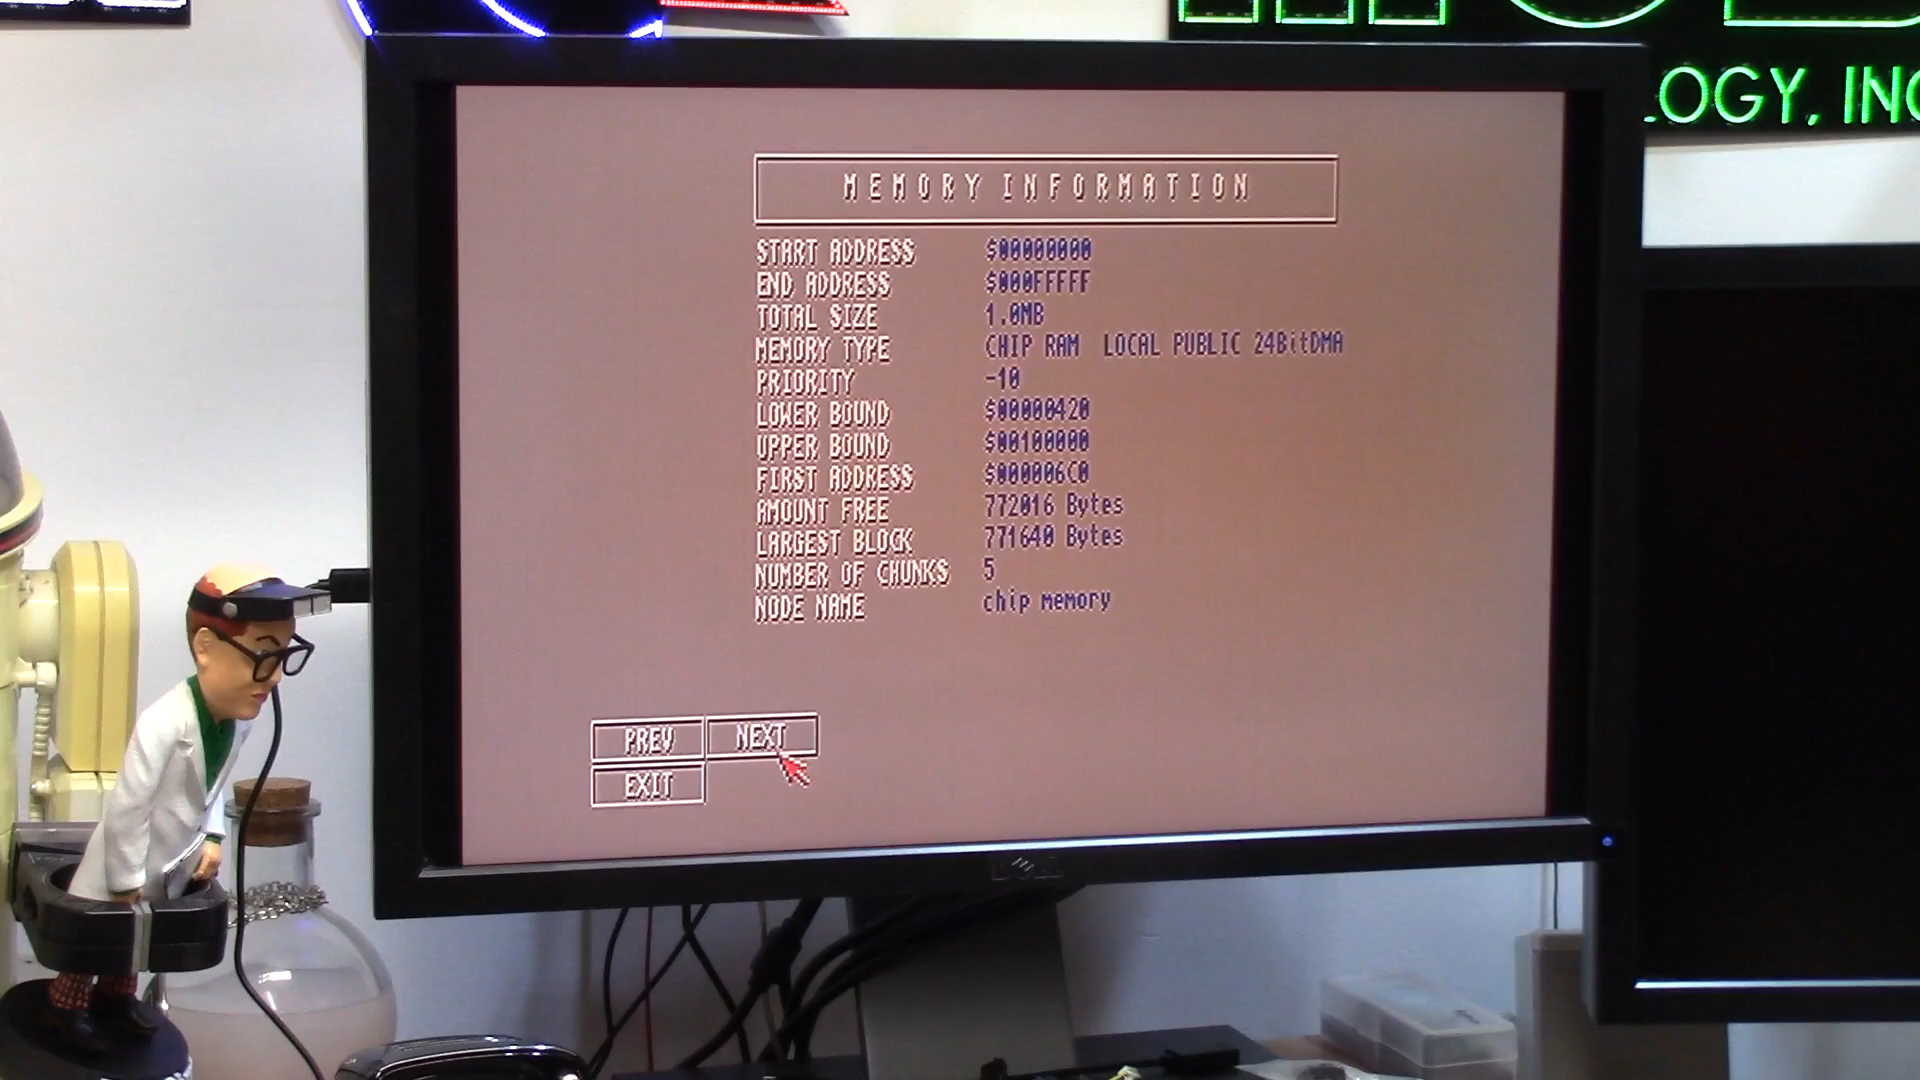 OGY, INC
MEMORY INFORMATION
START ADDRESS $00000000
END ADDRESS $000FFFFF
TOTAL SIZE 1.0MB
MEMORY TYPE CHIP RAM LOCAL PUBLIC 24BitDMA
PRIORITY -10
LOWER BOUND $00000420
UPPER BOUND $00100000
FIRST ADDRESS $000006C0
AMOUNT FREE 772016 Bytes
LARGEST BLOCK 771640 Bytes
NUMBER OF CHUNKS 5
NODE NAME chip memory
PREV NEXT
EXIT
DELL